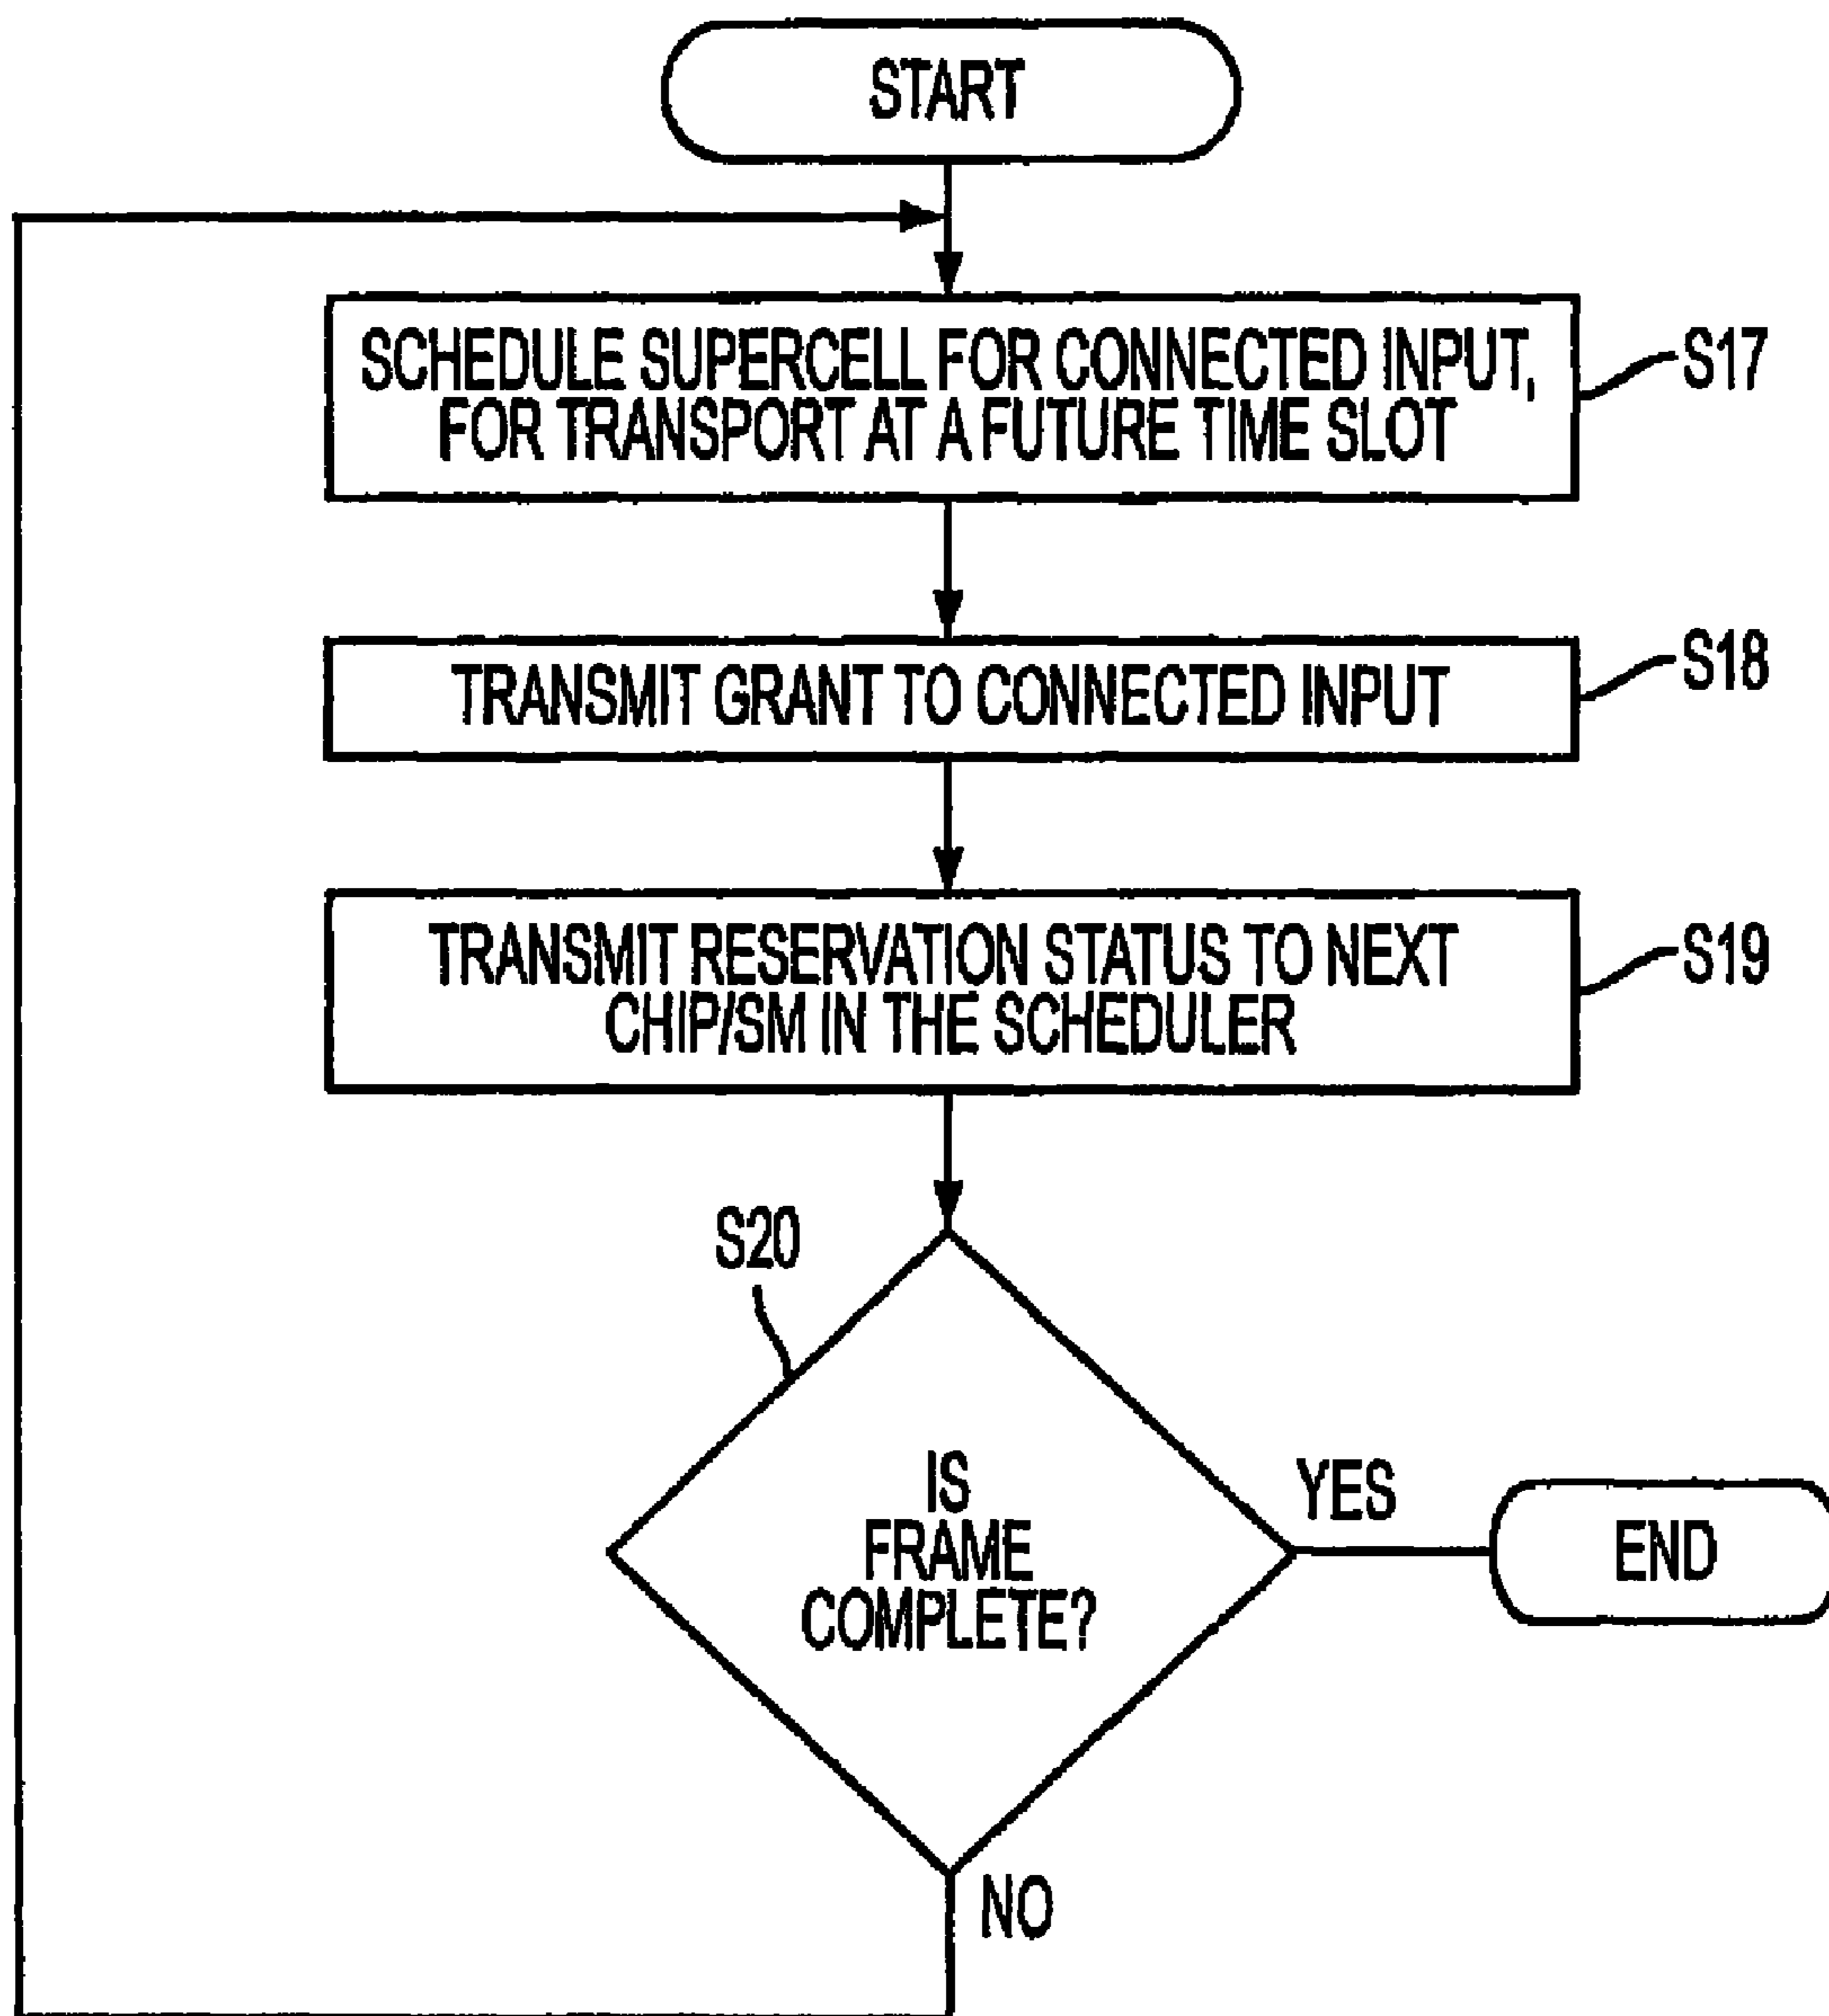 START
SCHEDULE SUPERCELL FOR CONNECTED INPUT,
FOR TRANSPORT AT A FUTURE TIME SLOT
S17
TRANSMIT GRANT TO CONNECTED INPUT
S18
TRANSMIT RESERVATION STATUS TO NEXT
CHIP/SM IN THE SCHEDULER
S19
S20
IS
FRAME
COMPLETE?
YES
END
NO